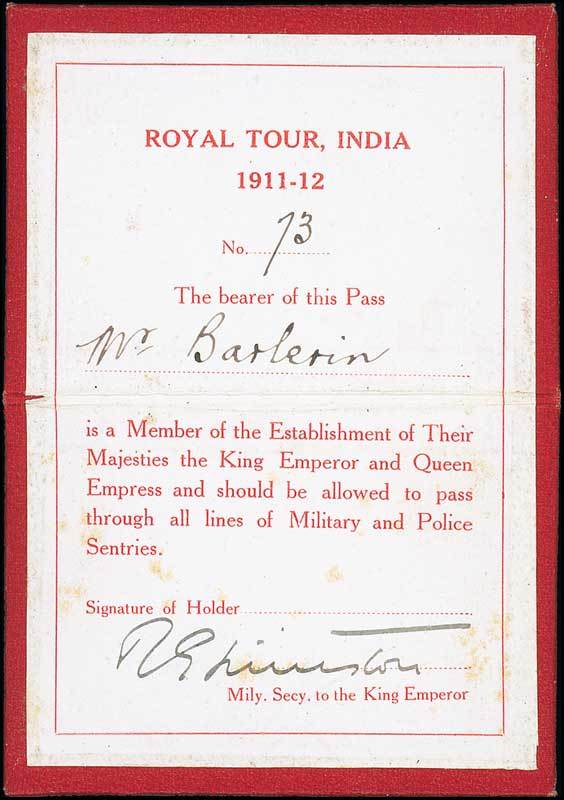 ROYAL TOUR, INDIA
1911-12
No. 73
The bearer of this Pass
Mr Barlerin
is a Member of the Establishment of Their
Majesties the King Emperor and Queen
Empress and should be allowed to pass
through all lines of Military and Police
Sentries.
Signature of Holder
Mily. Secy. to the King Emperor